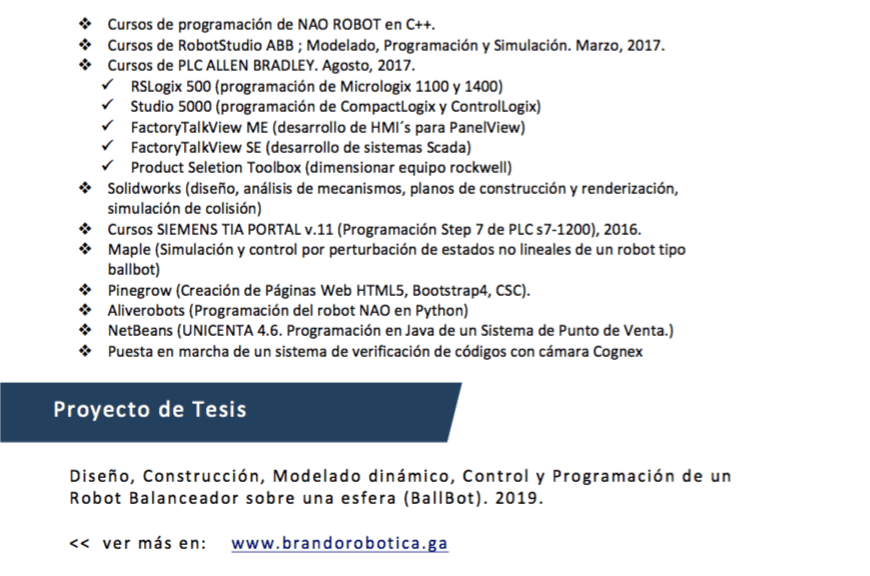 ❖ Cursos de programación de NAO ROBOT en C++.
❖ Cursos de RobotStudio ABB ; Modelado, Programación y Simulación. Marzo, 2017.
❖ Cursos de PLC ALLEN BRADLEY. Agosto, 2017.
✓ RSLogix 500 (programación de Micrologix 1100 y 1400)
✓ Studio 5000 (programación de CompactLogix y ControlLogix)
✓ FactoryTalkView ME (desarrollo de HMI´s para PanelView)
✓ FactoryTalkView SE (desarrollo de sistemas Scada)
✓ Product Seletion Toolbox (dimensionar equipo rockwell)
❖ Solidworks (diseño, análisis de mecanismos, planos de construcción y renderización,
simulación de colisión)
❖ Cursos SIEMENS TIA PORTAL v.11 (Programación Step 7 de PLC s7-1200), 2016.
❖ Maple (Simulación y control por perturbación de estados no lineales de un robot tipo
ballbot)
❖ Pinegrow (Creación de Páginas Web HTML5, Bootstrap4, CSC).
❖ Aliverobots (Programación del robot NAO en Python)
❖ NetBeans (UNICENTA 4.6. Programación en Java de un Sistema de Punto de Venta.)
❖ Puesta en marcha de un sistema de verificación de códigos con cámara Cognex
Proyecto de Tesis
Diseño, Construcción, Modelado dinámico, Control y Programación de un
Robot Balanceador sobre una esfera (BallBot). 2019.
<< ver más en: www.brandorobotica.ga